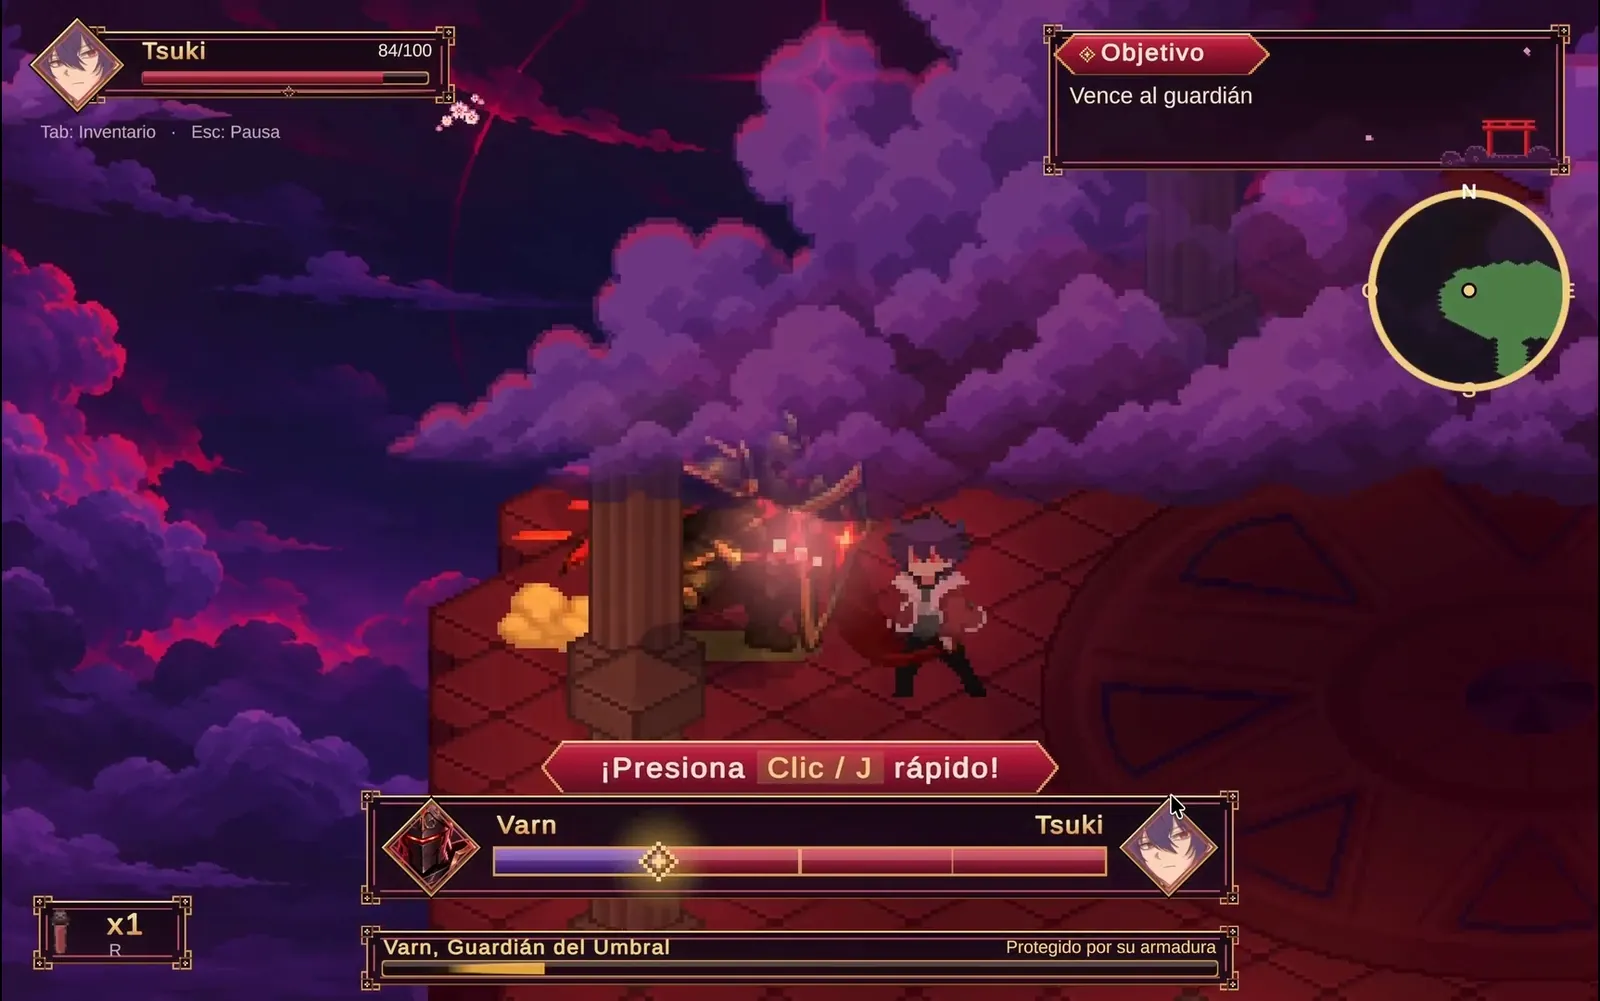 Tsuki
84/100
Tab: Inventario · Esc: Pausa
Objetivo
Vence al guardián
N
O
E
S
¡Presiona Clic / J rápido!
Varn
Tsuki
x1
R
Varn, Guardián del Umbral
Protegido por su armadura